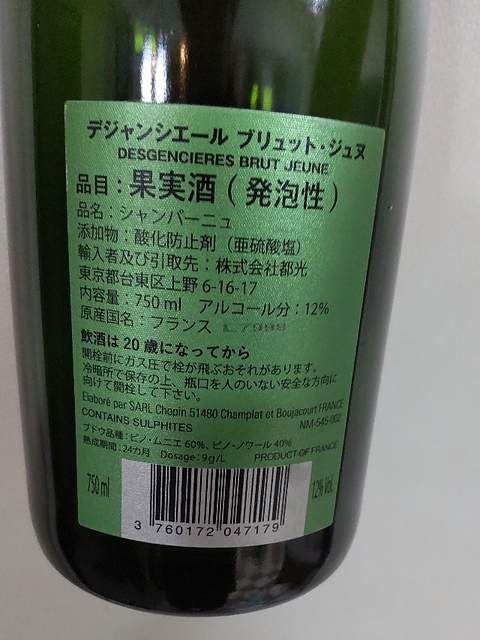 デジャンシエール ブリュット・ジュヌ
DESGENCIERES BRUT JEUNE
品目：果実酒（発泡性）
品名：シャンパーニュ
添加物：酸化防止剤（亜硫酸塩）
輸入者及び引取先：株式会社都光
東京都台東区上野 6-16-17
内容量：750 ml アルコール分：12%
原産国名：フランス
飲酒は 20 歳になってから
開栓前にガス圧で栓が飛ぶおそれがあります。
冷暗所で保存の上、瓶口を人のいない安全な方向に
向けて開栓して下さい。
Elaboré par SARL Chopin 51480 Champlat et Boujacourt FRANCE
CONTAINS SULPHITES NM-545-002
ブドウ品種：ピノ・ムニエ 60%、ピノ・ノワール 40%
熟成期間：24カ月 Dosage : 9g/L PRODUCT OF FRANCE
750 ml 12% Vol.
3 760172 047179